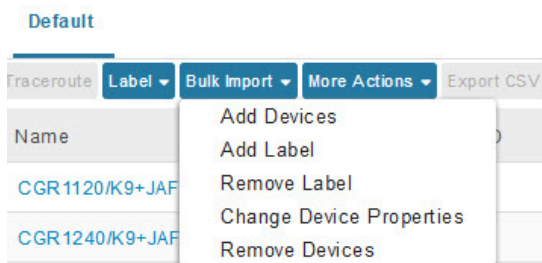 Default
Traceroute Label Bulk Import More Actions Export CSV
Add Devices
Name
Add Label
CGR1120/K9+JAF Remove Label
Change Device Properties
CGR1240/K9+JAF
Remove Devices